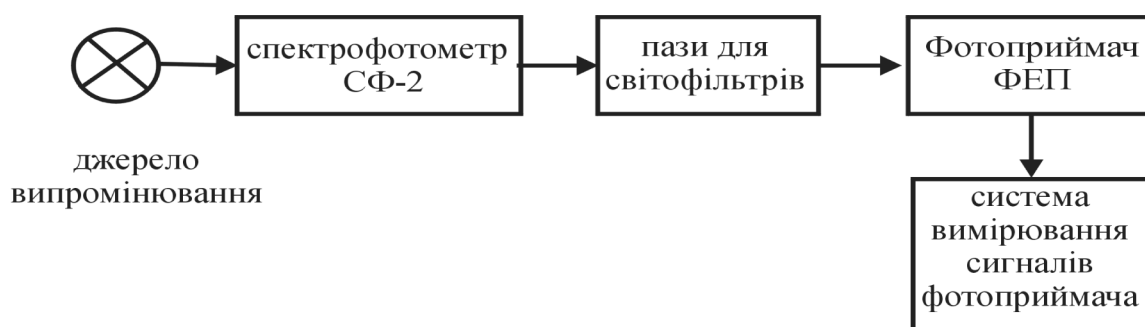 спектрофотометр
СФ-2
пази для
світофільтрів
Фотоприймач
ФЕП
джерело
випромінювання
система
вимірювання
сигналів
фотоприймача